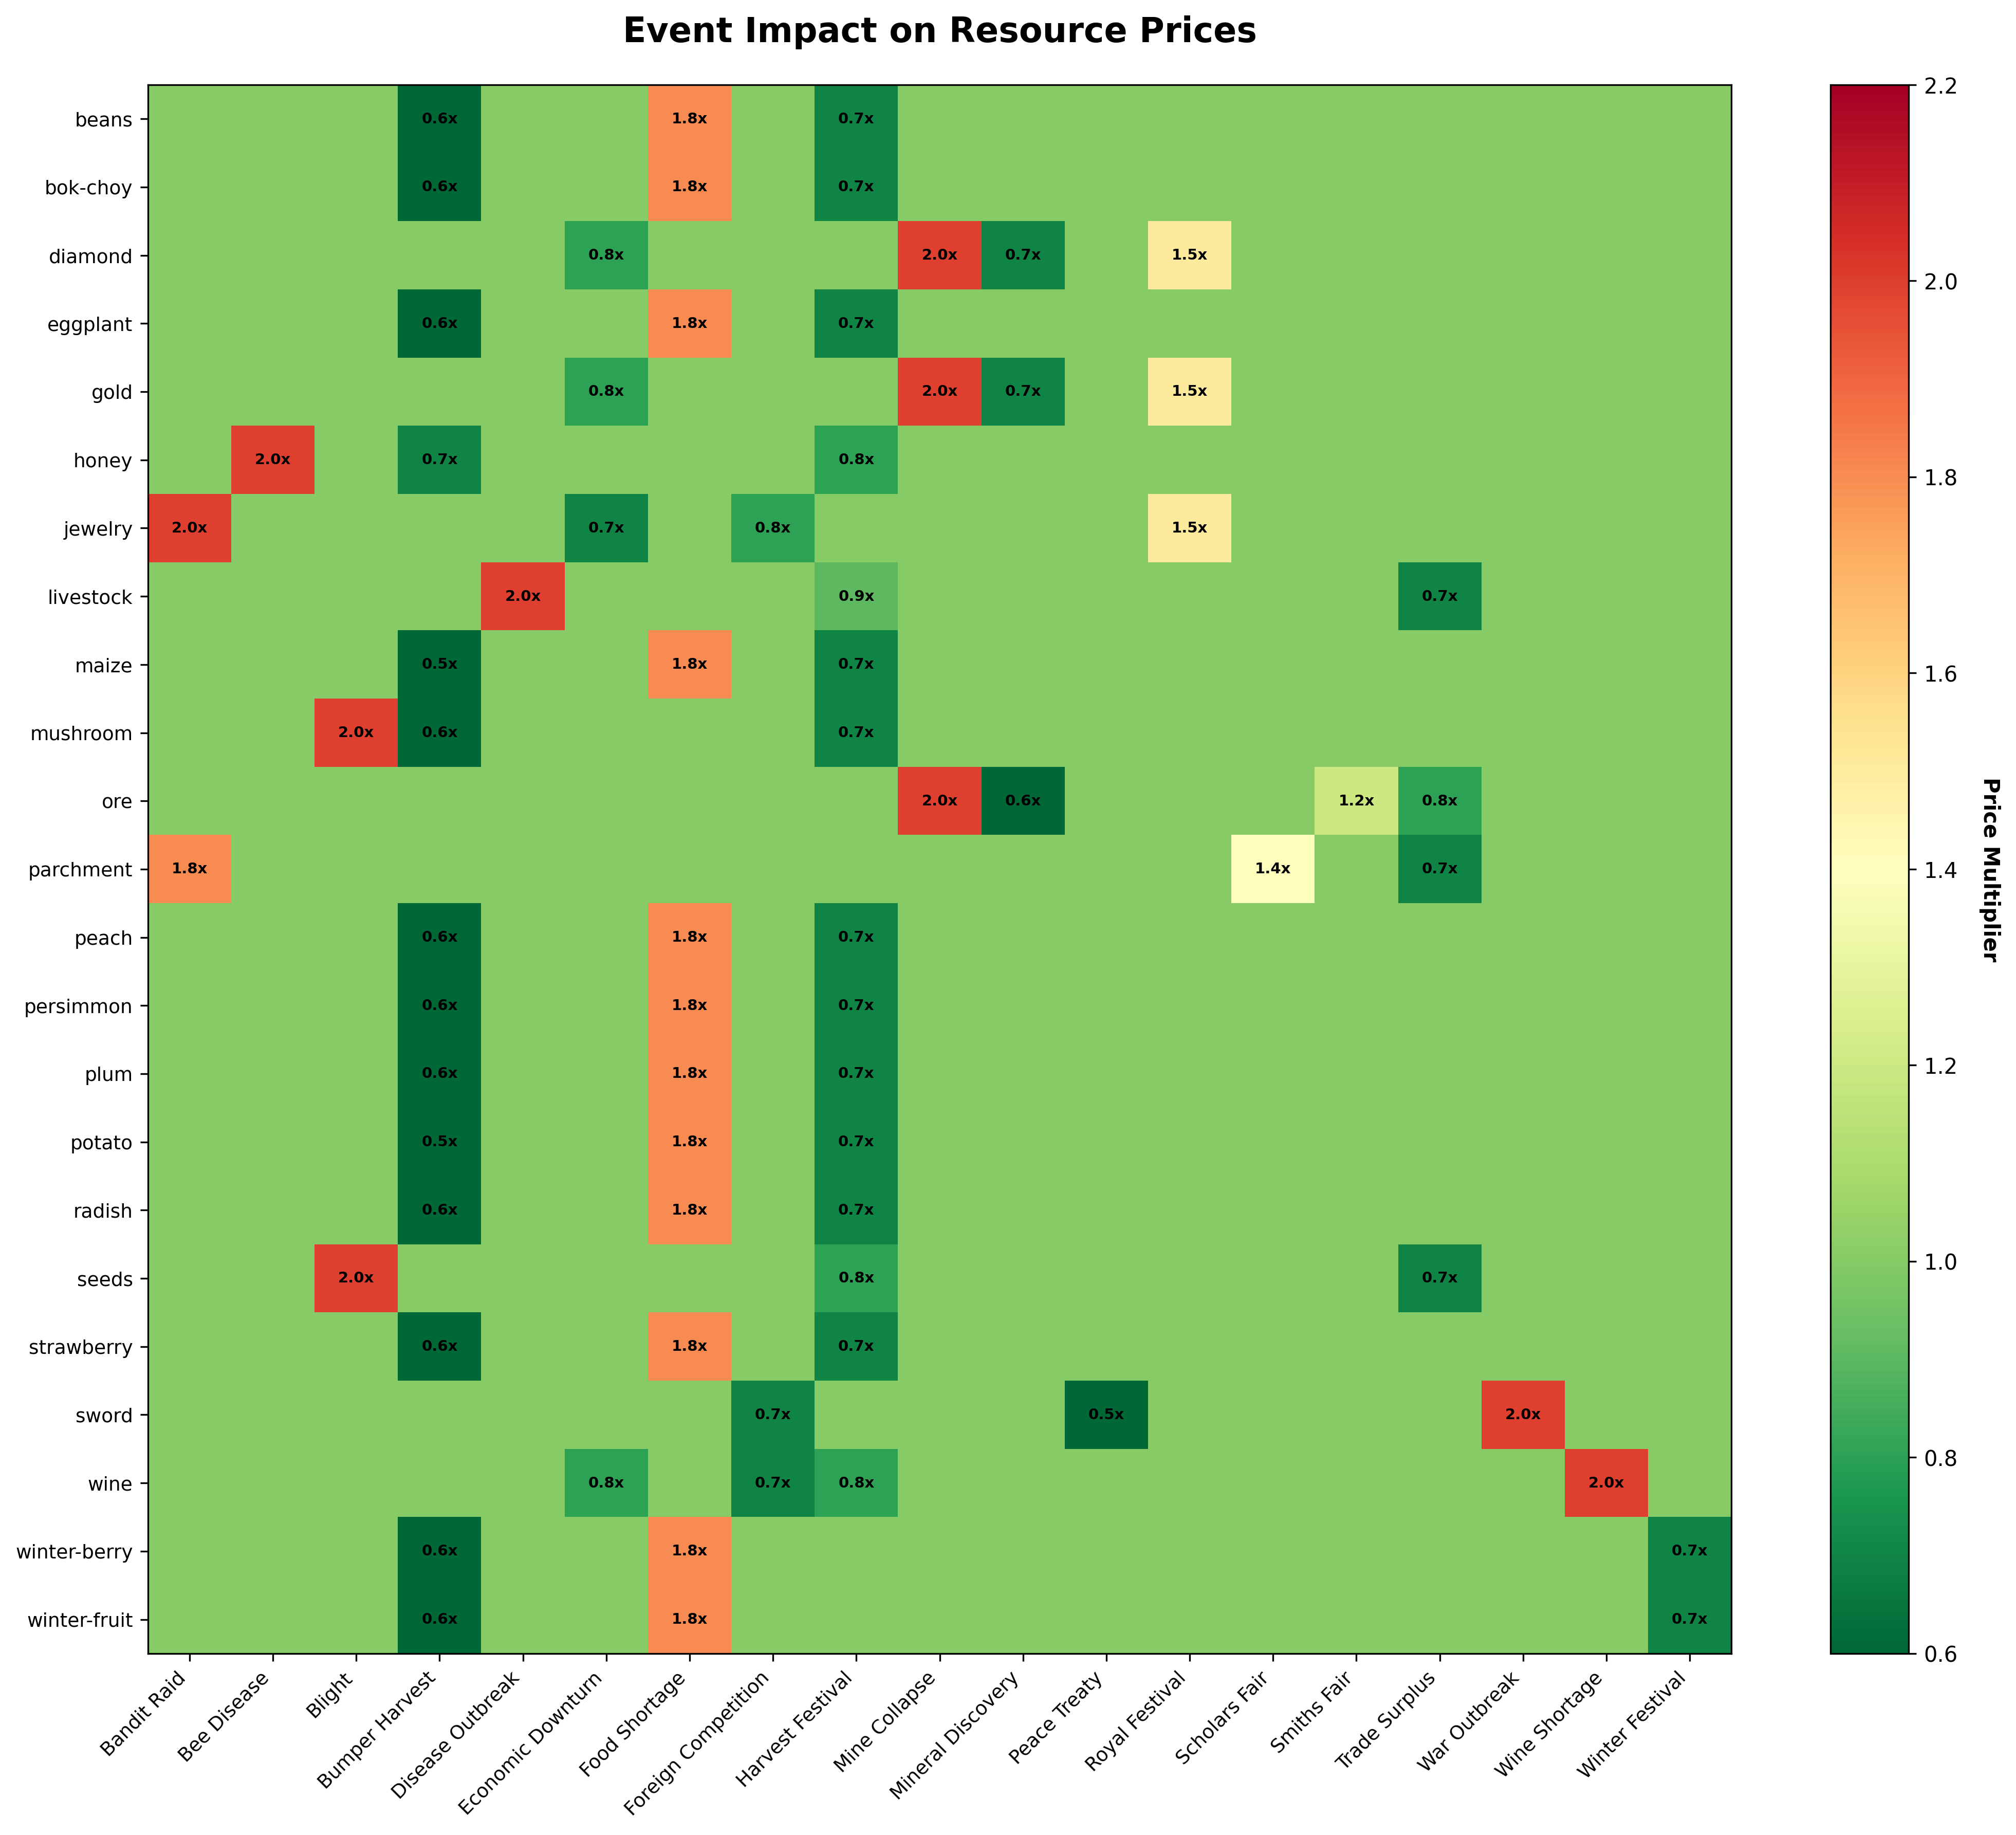 Event Impact on Resource Prices
beans 0.6x 1.8x 0.7x
bok-choy 0.6x 1.8x 0.7x
diamond 0.8x 2.0x 0.7x 1.5x
eggplant 0.6x 1.8x 0.7x
gold 0.8x 2.0x 0.7x 1.5x
honey 2.0x 0.7x 0.8x
jewelry 2.0x 0.7x 0.8x 1.5x
livestock 2.0x 0.9x 0.7x
maize 0.5x 1.8x 0.7x
mushroom 2.0x 0.6x 0.7x
ore 2.0x 0.6x 1.2x 0.8x
parchment 1.8x 1.4x 0.7x
peach 0.6x 1.8x 0.7x
persimmon 0.6x 1.8x 0.7x
plum 0.6x 1.8x 0.7x
potato 0.5x 1.8x 0.7x
radish 0.6x 1.8x 0.7x
seeds 2.0x 0.8x 0.7x
strawberry 0.6x 1.8x 0.7x
sword 0.7x 0.5x 2.0x
wine 0.8x 0.7x 0.8x 2.0x
winter-berry 0.6x 1.8x 0.7x
winter-fruit 0.6x 1.8x 0.7x
Bandit Raid
Bee Disease
Blight
Bumper Harvest
Disease Outbreak
Economic Downturn
Food Shortage
Foreign Competition
Harvest Festival
Mine Collapse
Mineral Discovery
Peace Treaty
Royal Festival
Scholars Fair
Smiths Fair
Trade Surplus
War Outbreak
Wine Shortage
Winter Festival
2.2
2.0
1.8
1.6
1.4
1.2
1.0
0.8
0.6
Price Multiplier